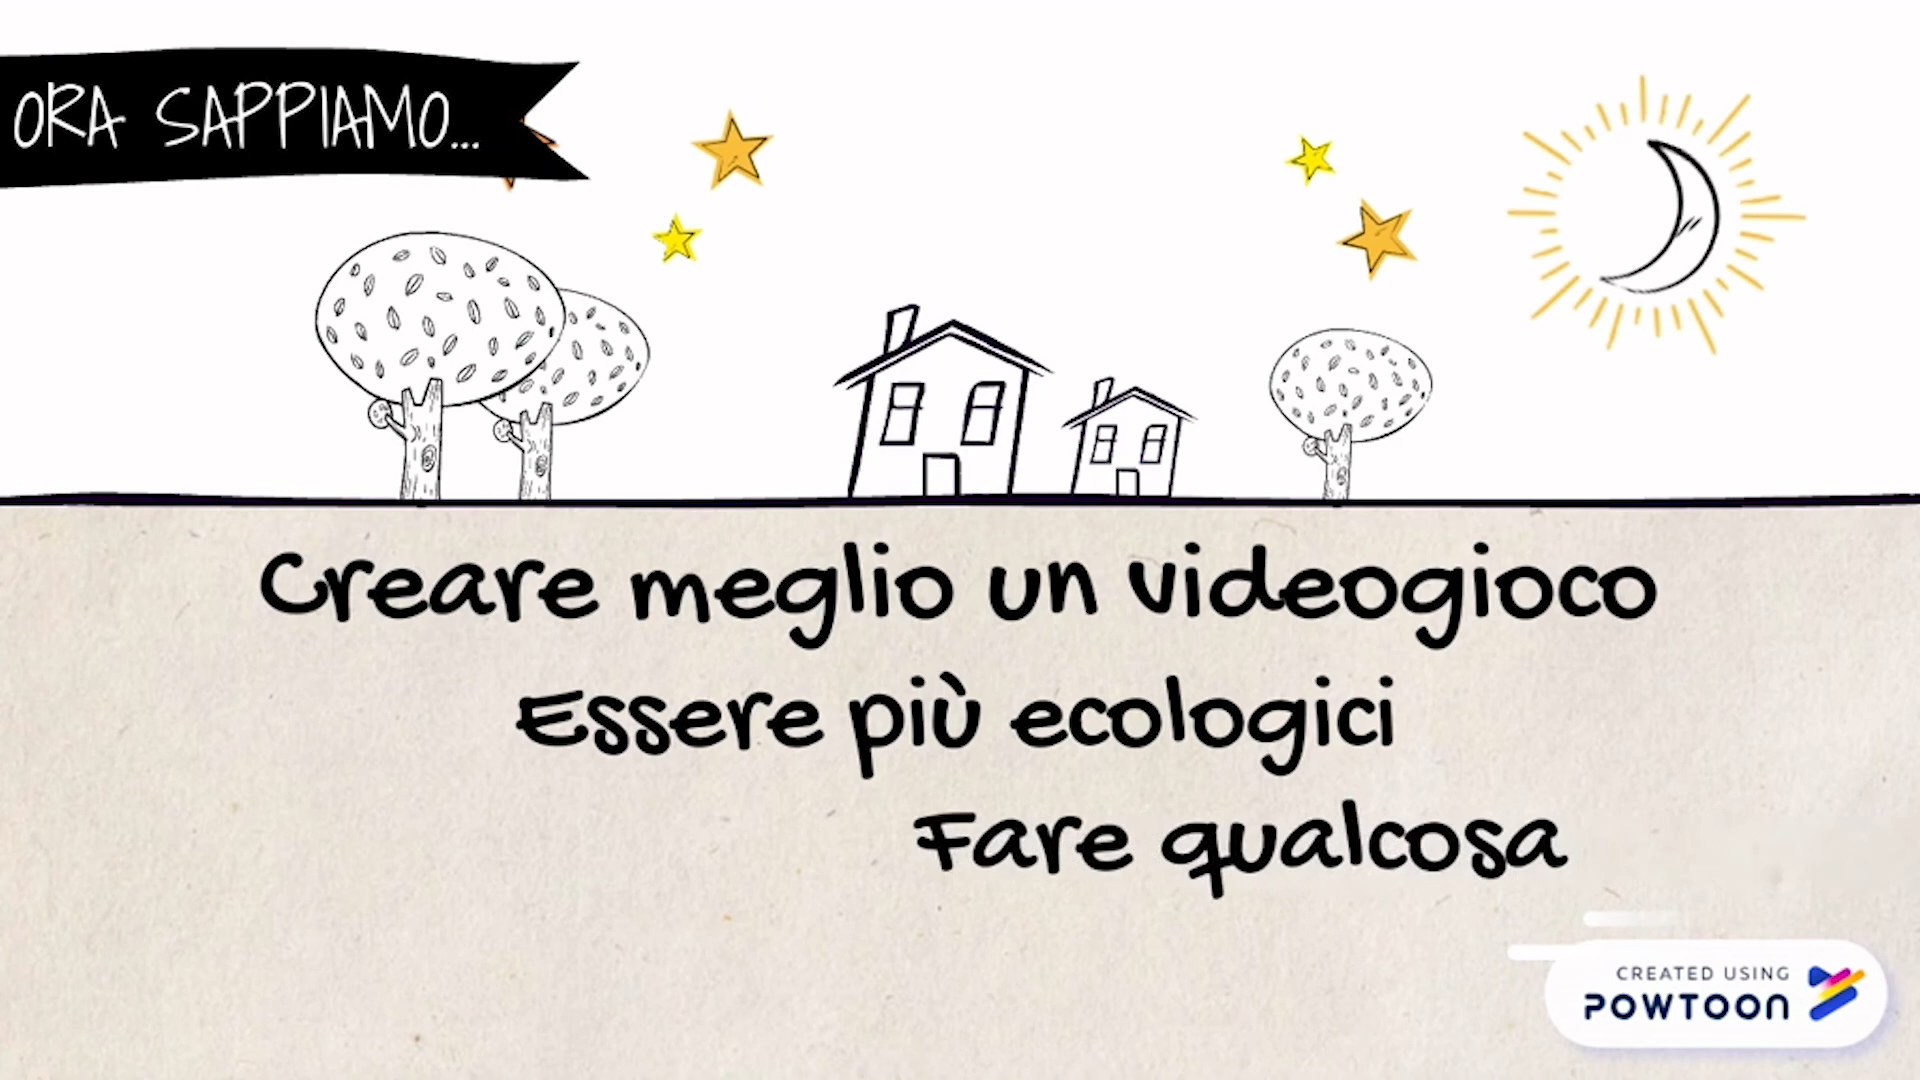 ORA SAPPIAMO...
Creare meglio un videogioco
Essere più ecologici
Fare qualcosa
CREATED USING
POWTOON